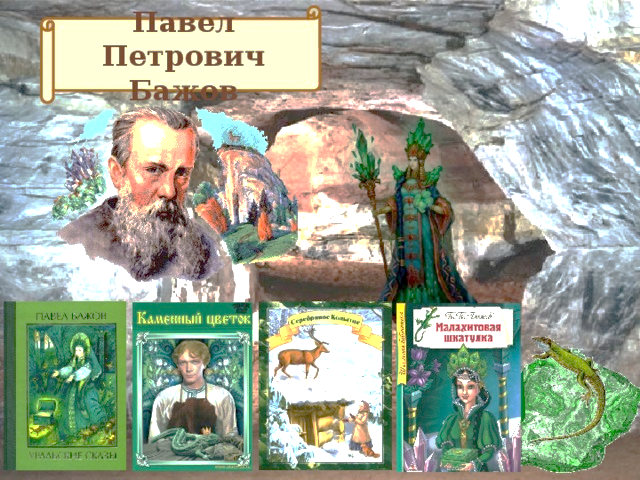 Павел
Петрович
Бажов
ПАВЕЛ БАЖОВ
УРАЛЬСКИЕ СКАЗЫ
Каменный цветок
Серебряное Копытце
П.П. Бажов
Малахитовая
шкатулка